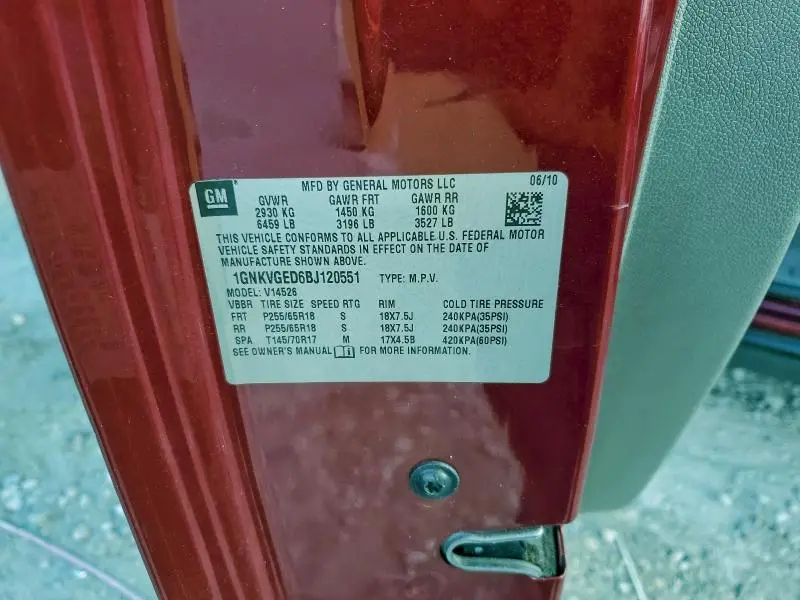 GM
MFD BY GENERAL MOTORS LLC 06/10
GVWR GAWR FRT GAWR RR
2930 KG 1450 KG 1600 KG
6459 LB 3196 LB 3527 LB
THIS VEHICLE CONFORMS TO ALL APPLICABLE U.S. FEDERAL MOTOR
VEHICLE SAFETY STANDARDS IN EFFECT ON THE DATE OF
MANUFACTURE SHOWN ABOVE.
1GNKVGED6BJ120551 TYPE: M.P.V.
MODEL: V14526
VBBR TIRE SIZE SPEED RTG RIM COLD TIRE PRESSURE
FRT P255/65R18 S 18X7.5J 240KPA(35PSI)
RR P255/65R18 S 18X7.5J 240KPA(35PSI)
SPA T145/70R17 M 17X4.5B 420KPA(60PSI)
SEE OWNER'S MANUAL FOR MORE INFORMATION.